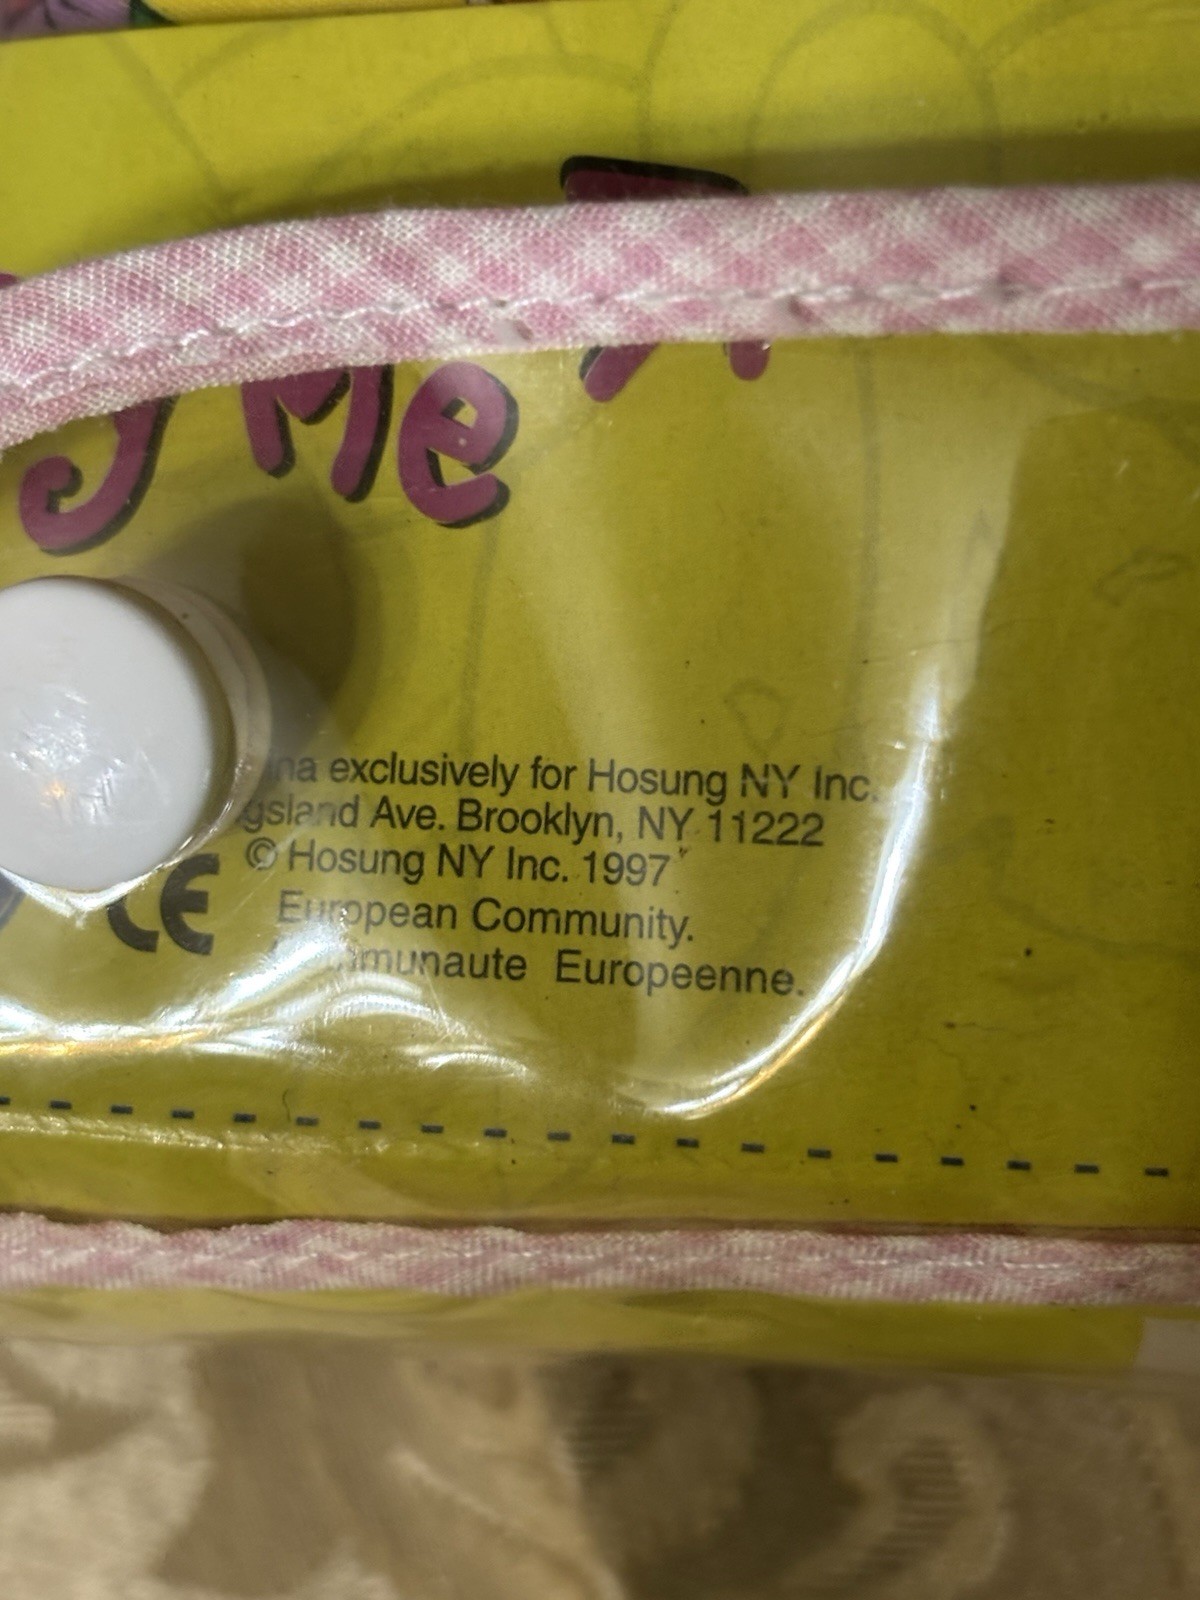 y Me
exclusively for Hosung NY Inc.
Ave. Brooklyn, NY 11222
© Hosung NY Inc. 1997
CE
European Community.
Europeenne.